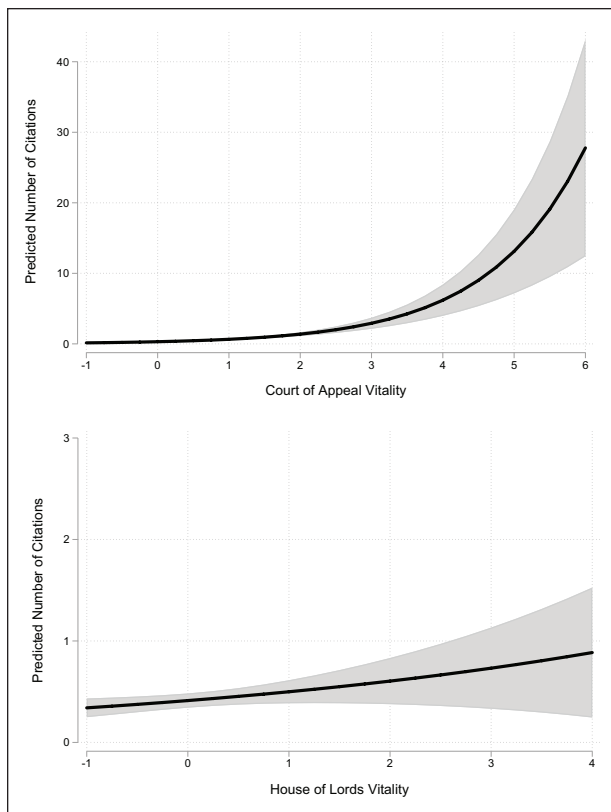 40
30
20
10
0
Predicted Number of Citations
-1 0 1 2 3 4 5 6
Court of Appeal Vitality
3
2
1
0
Predicted Number of Citations
-1 0 1 2 3 4
House of Lords Vitality